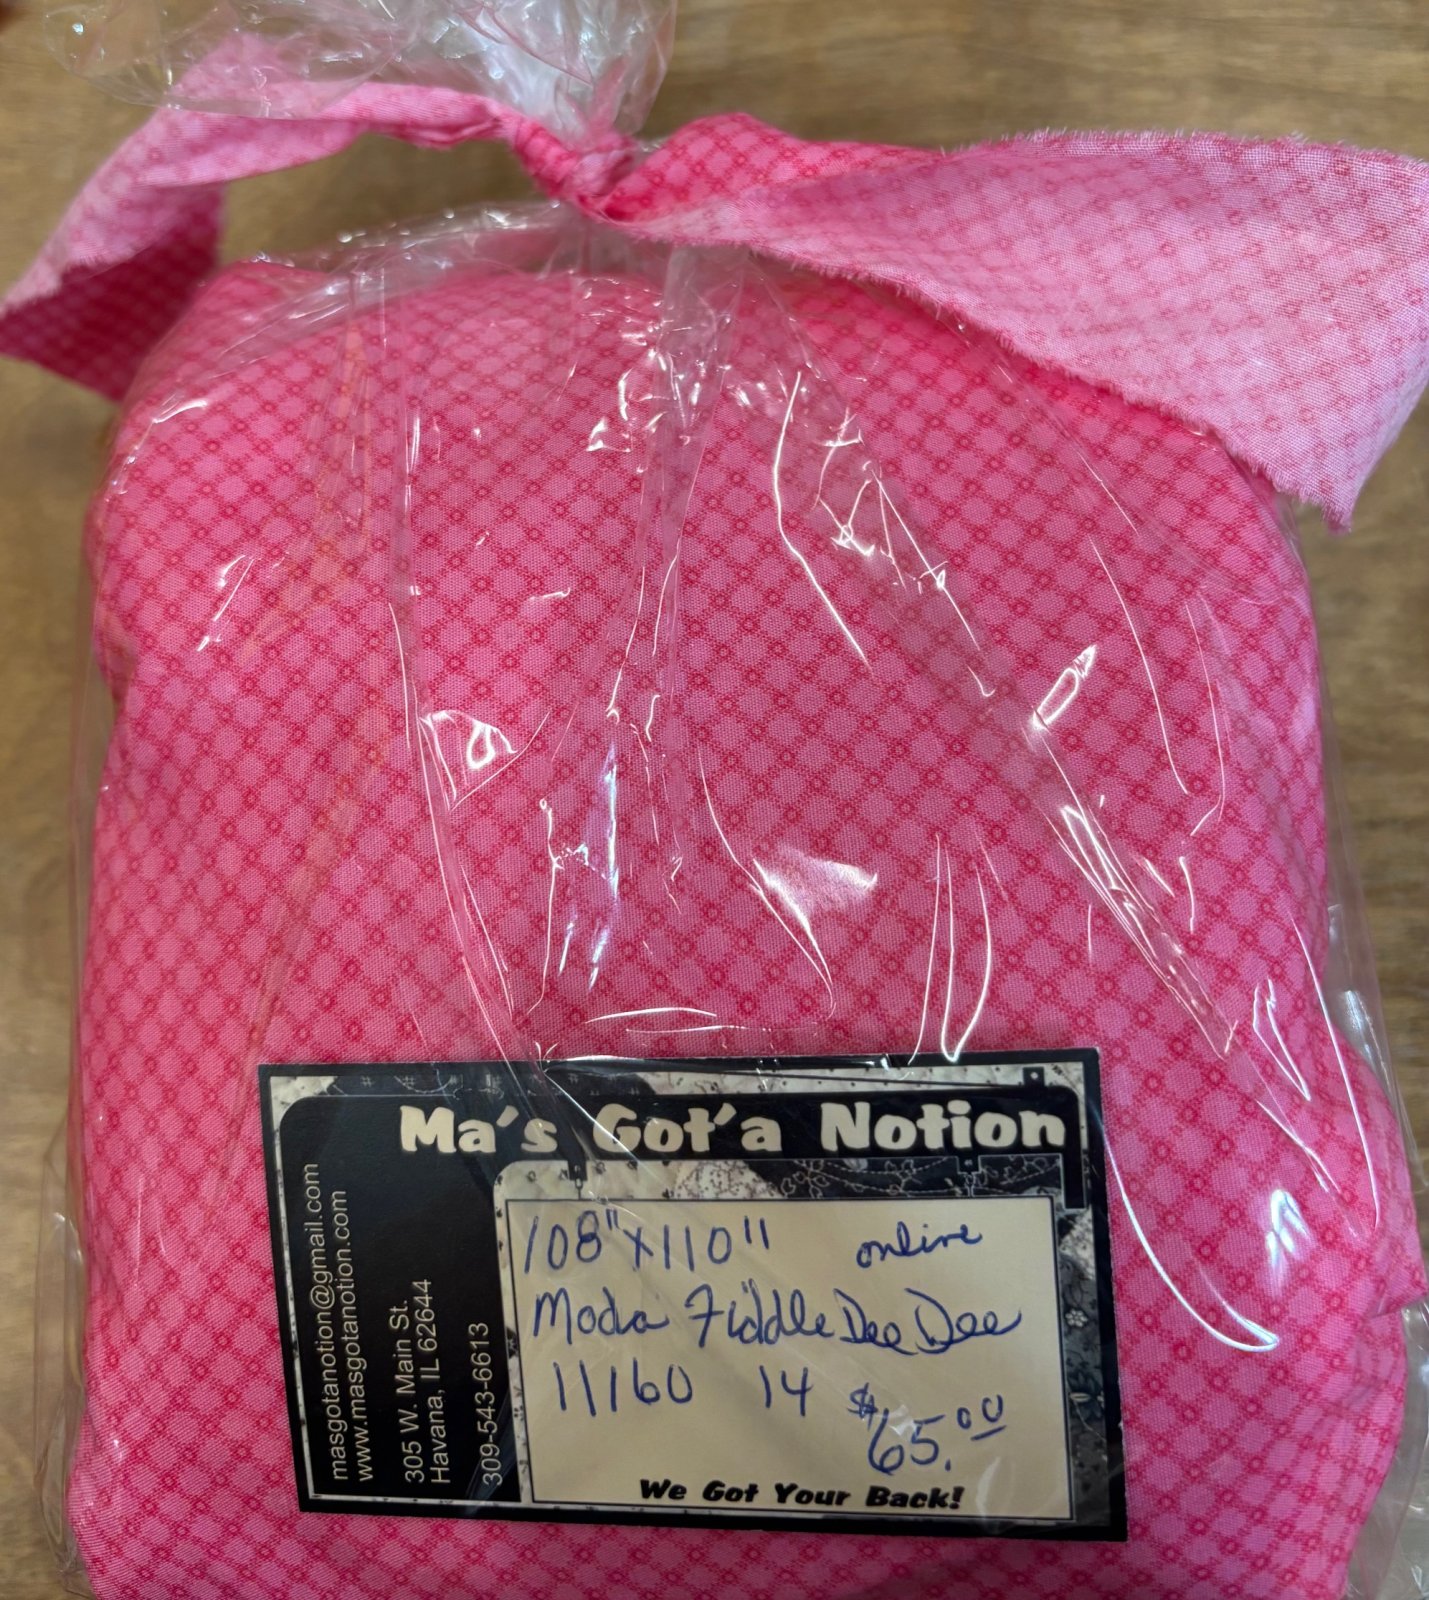 Ma's Got'a Notion
masgotanotion@gmail.com
www.masgotanotion.com
305 W. Main St.
Havana, IL 62644
309-543-6613
108" x 110" online
Moda Fiddle Dee Dee
11160 14 $65.00
We Got Your Back!